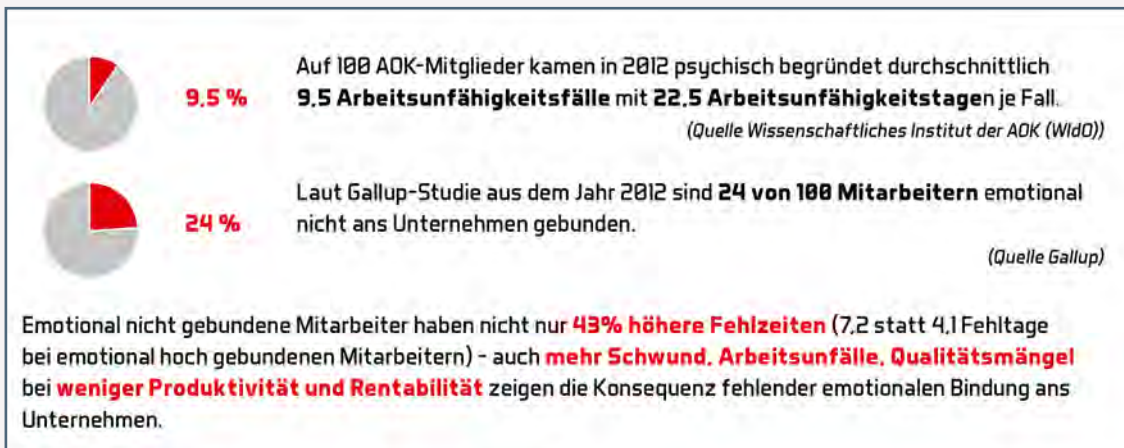 Auf 100 AOK-Mitglieder kamen in 2012 psychisch begründet durchschnittlich
9,5 % 9,5 Arbeitsunfähigkeitsfälle mit 22,5 Arbeitsunfähigkeitstagen je Fall.
(Quelle Wissenschaftliches Institut der AOK (WIdO))
Laut Gallup-Studie aus dem Jahr 2012 sind 24 von 100 Mitarbeitern emotional
24 % nicht ans Unternehmen gebunden.
(Quelle Gallup)
Emotional nicht gebundene Mitarbeiter haben nicht nur 43% höhere Fehlzeiten (7,2 statt 4,1 Fehltage
bei emotional hoch gebundenen Mitarbeitern) - auch mehr Schwund, Arbeitsunfälle, Qualitätsmängel
bei weniger Produktivität und Rentabilität zeigen die Konsequenz fehlender emotionalen Bindung ans
Unternehmen.